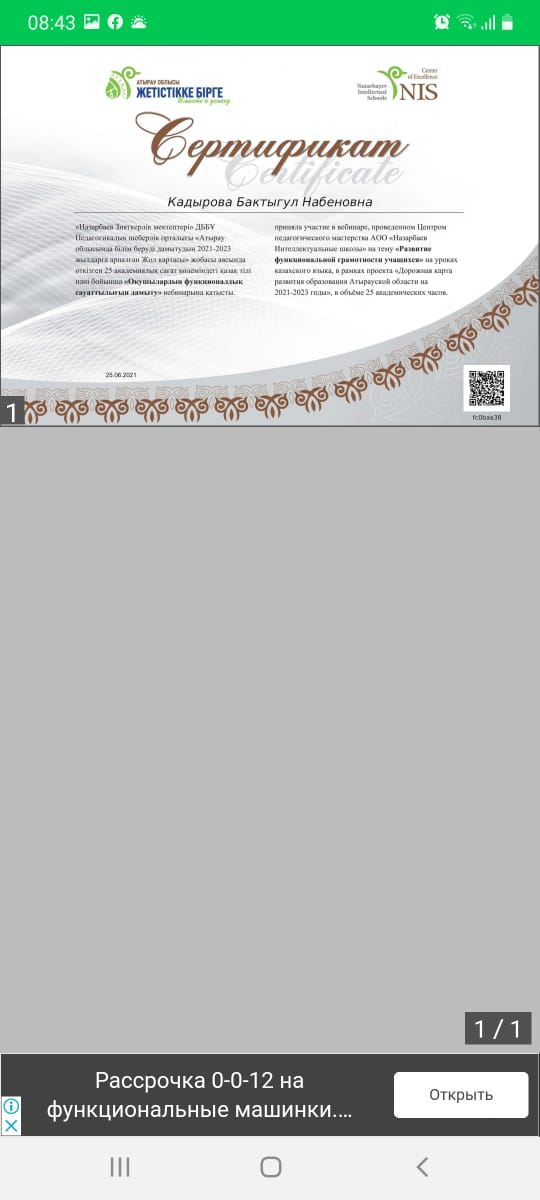 08:43
АТЫРАУ ОБЛЫСЫ
ЖЕТІСТІККЕ БІРГЕ
Вместе к успеху
Center
of Excellence
Nazarbayev
Intellectual
Schools
NIS
Сертификат
Certificate
Кадырова Бактыгул Набеновна
«Назарбаев Зияткерлік мектептері» ДББҰ
Педагогикалық шеберлік орталығы «Атырау
облысында білім беруді дамытудың 2021-2023
жылдарға арналған Жол картасы» жобасы аясында
өткізген 25 академиялық сағат көлеміндегі қазақ тілі
пәні бойынша «Оқушылардың функционалдық
сауаттылығын дамыту» вебинарына қатысты.
приняла участие в вебинаре, проведенном Центром
педагогического мастерства АОО «Назарбаев
Интеллектуальные школы» на тему «Развитие
функциональной грамотности учащихся» на уроках
казахского языка, в рамках проекта «Дорожная карта
развития образования Атырауской области на
2021-2023 годы», в объёме 25 академических часов.
25.06.2021
fc0baa38
1
1 / 1
Рассрочка 0-0-12 на
функциональные машинки....
Открыть